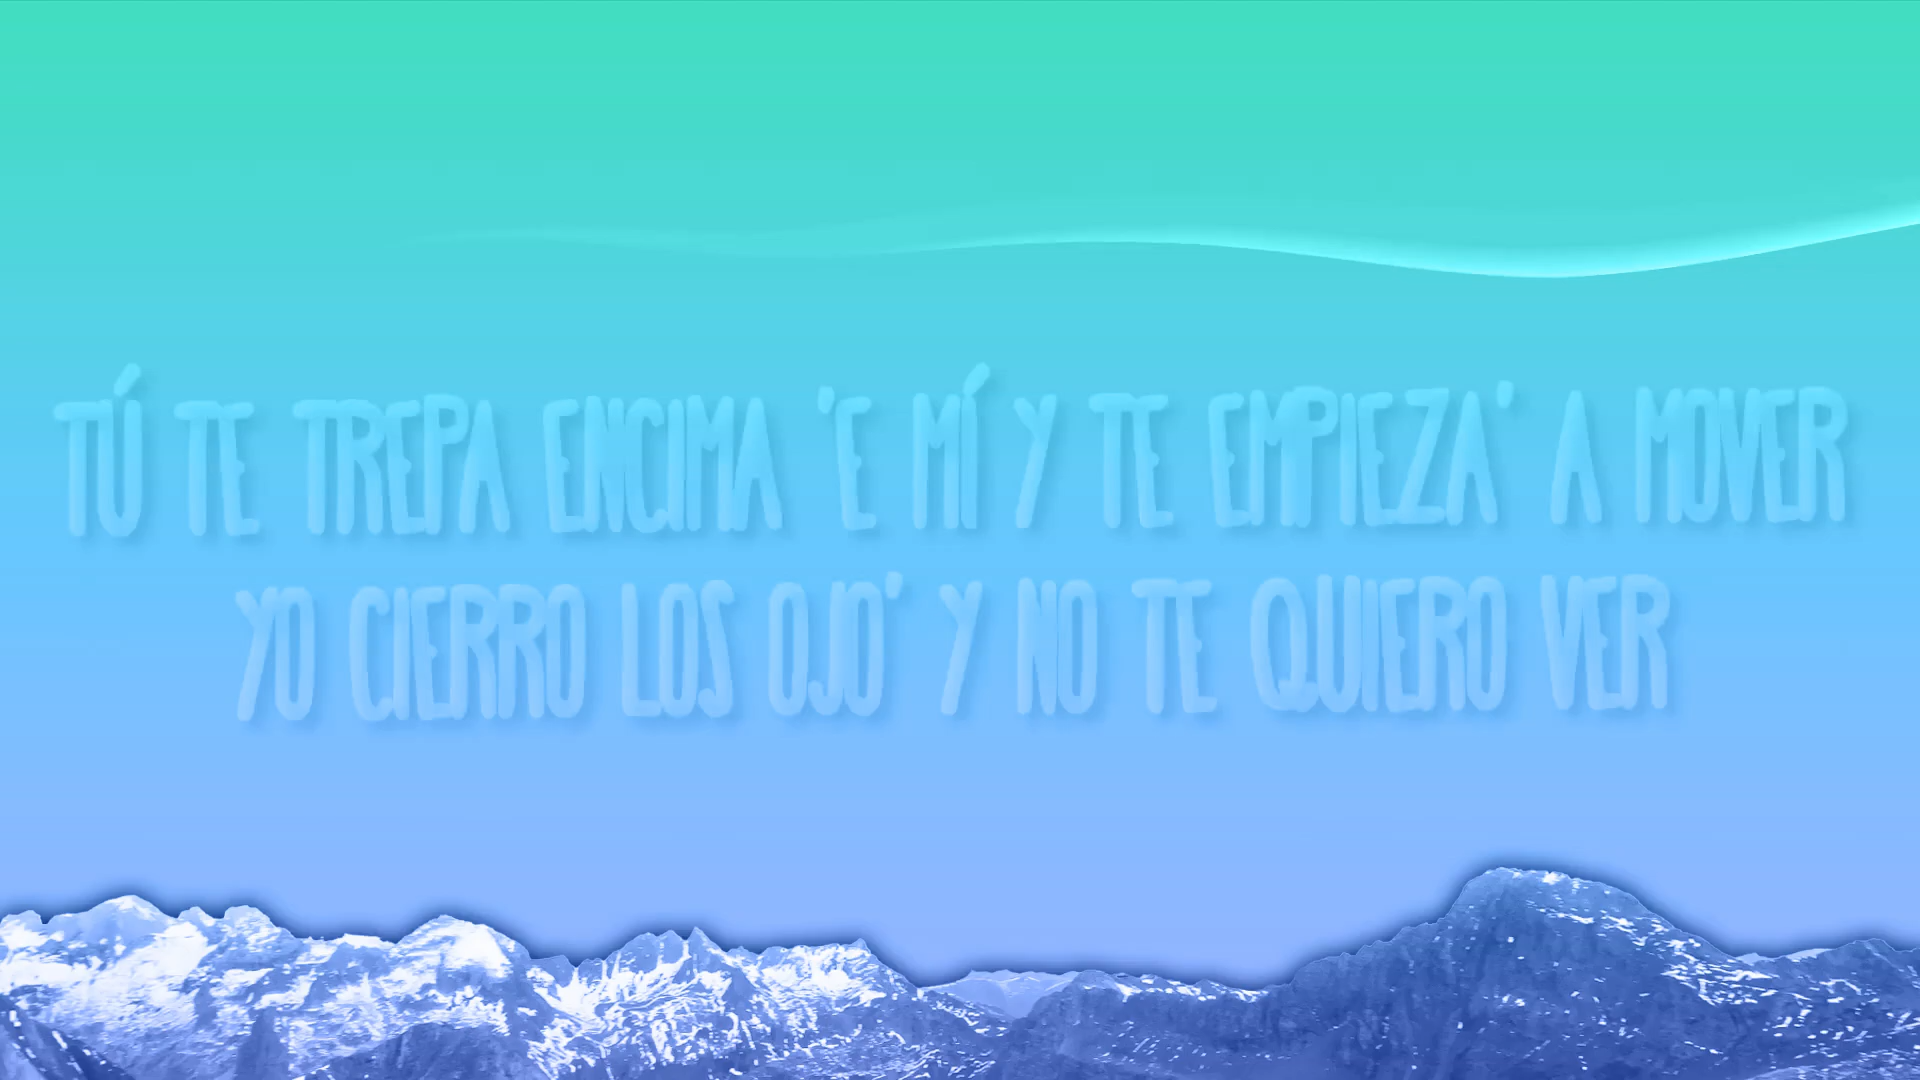 TÚ TE TREPA ENCIMA 'E MÍ Y TE EMPIEZA' A MOVER
YO CIERRO LOS OJO' Y NO TE QUIERO VER